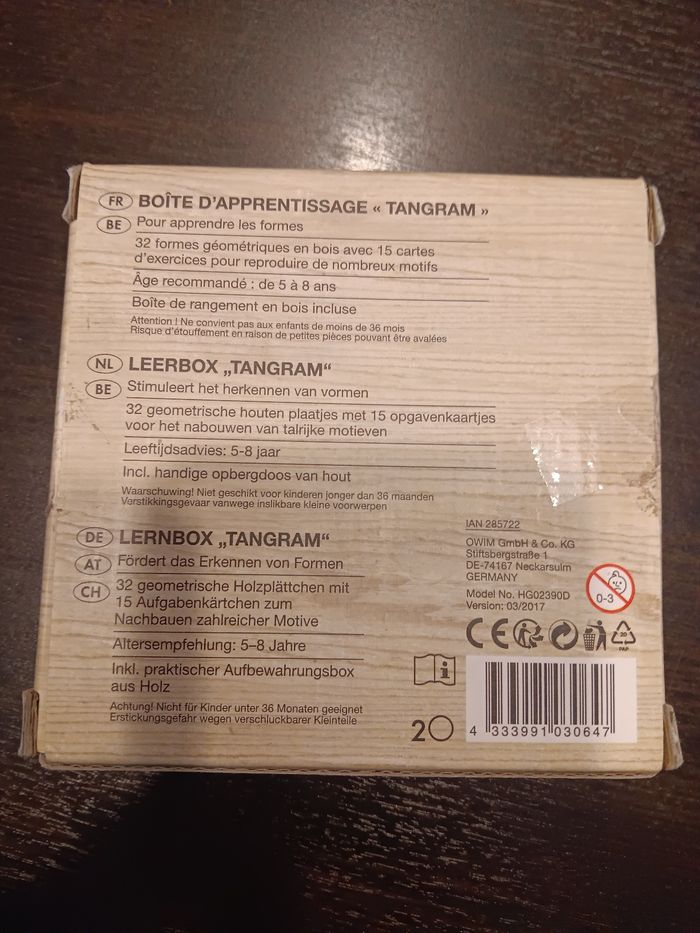 FR BOÎTE D'APPRENTISSAGE « TANGRAM »
BE Pour apprendre les formes
32 formes géométriques en bois avec 15 cartes
d'exercices pour reproduire de nombreux motifs
Âge recommandé : de 5 à 8 ans
Boîte de rangement en bois incluse
Attention ! Ne convient pas aux enfants de moins de 36 mois
Risque d'étouffement en raison de petites pièces pouvant être avalées
NL LEERBOX „TANGRAM“
BE Stimuleert het herkennen van vormen
32 geometrische houten plaatjes met 15 opgavenkaartjes
voor het nabouwen van talrijke motieven
Leeftijdsadvies: 5-8 jaar
Incl. handige opbergdoos van hout
Waarschuwing! Niet geschikt voor kinderen jonger dan 36 maanden
Verstikkingsgevaar vanwege inslikbare kleine voorwerpen
DE LERNBOX „TANGRAM“
AT Fördert das Erkennen von Formen
CH 32 geometrische Holzplättchen mit
15 Aufgabenkärtchen zum
Nachbauen zahlreicher Motive
Altersempfehlung: 5–8 Jahre
Inkl. praktischer Aufbewahrungsbox
aus Holz
Achtung! Nicht für Kinder unter 36 Monaten geeignet
Erstickungsgefahr wegen verschluckbarer Kleinteile
IAN 285722
OWIM GmbH & Co. KG
Stiftsbergstraße 1
DE-74167 Neckarsulm
GERMANY
Model No. HG02390D
Version: 03/2017
0-3
CE
20
PAP
i
20
4 333991 030647